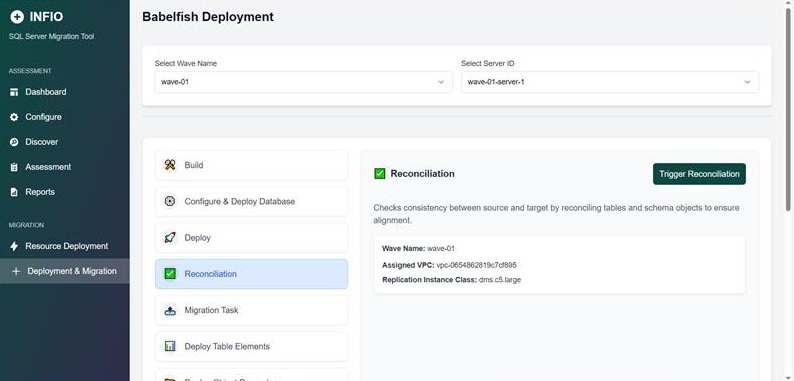 INFIO
SQL Server Migration Tool
ASSESSMENT
Dashboard
Configure
Discover
Assessment
Reports
MIGRATION
Resource Deployment
Deployment & Migration
Babelfish Deployment
Select Wave Name
wave-01
Select Server ID
wave-01-server-1
Build
Configure & Deploy Database
Deploy
Reconciliation
Migration Task
Deploy Table Elements
Reconciliation
Trigger Reconciliation
Checks consistency between source and target by reconciling tables and schema objects to ensure
alignment.
Wave Name: wave-01
Assigned VPC: vpc-0654862819c7cf895
Replication Instance Class: dms.c5.large